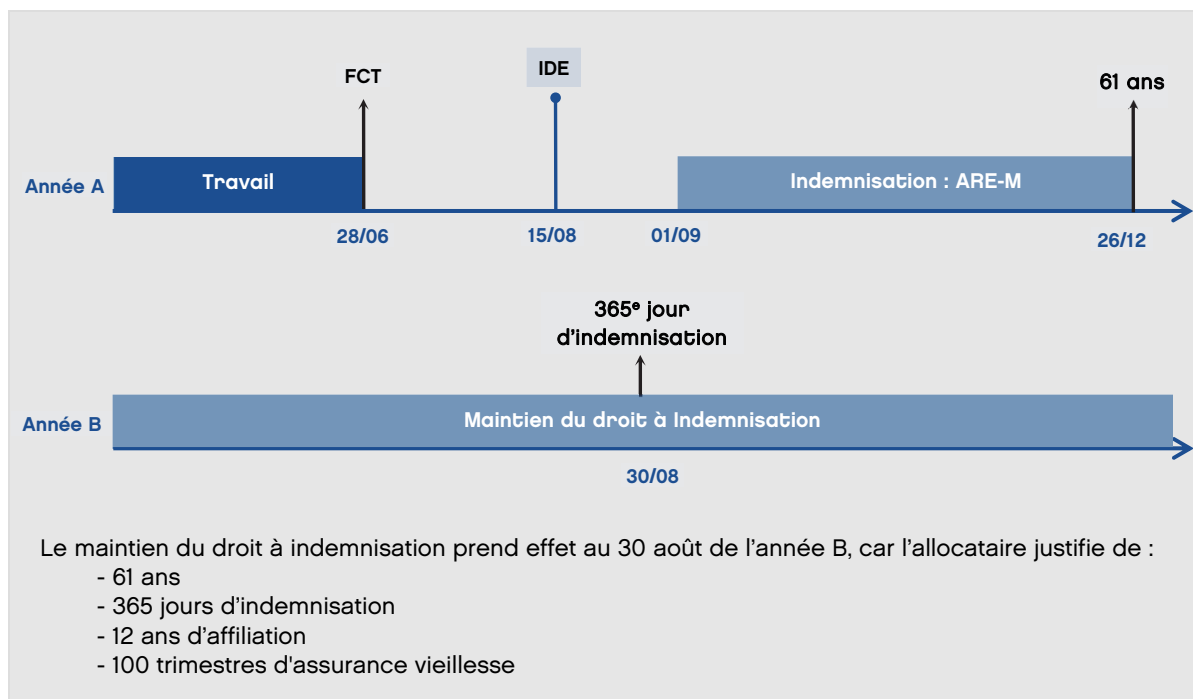 FCT
IDE
61 ans
Année A
Travail
Indemnisation : ARE-M
28/06
15/08
01/09
26/12
365ᵉ jour
d'indemnisation
Année B
Maintien du droit à Indemnisation
30/08
Le maintien du droit à indemnisation prend effet au 30 août de l'année B, car l'allocataire justifie de :
- 61 ans
- 365 jours d'indemnisation
- 12 ans d'affiliation
- 100 trimestres d'assurance vieillesse